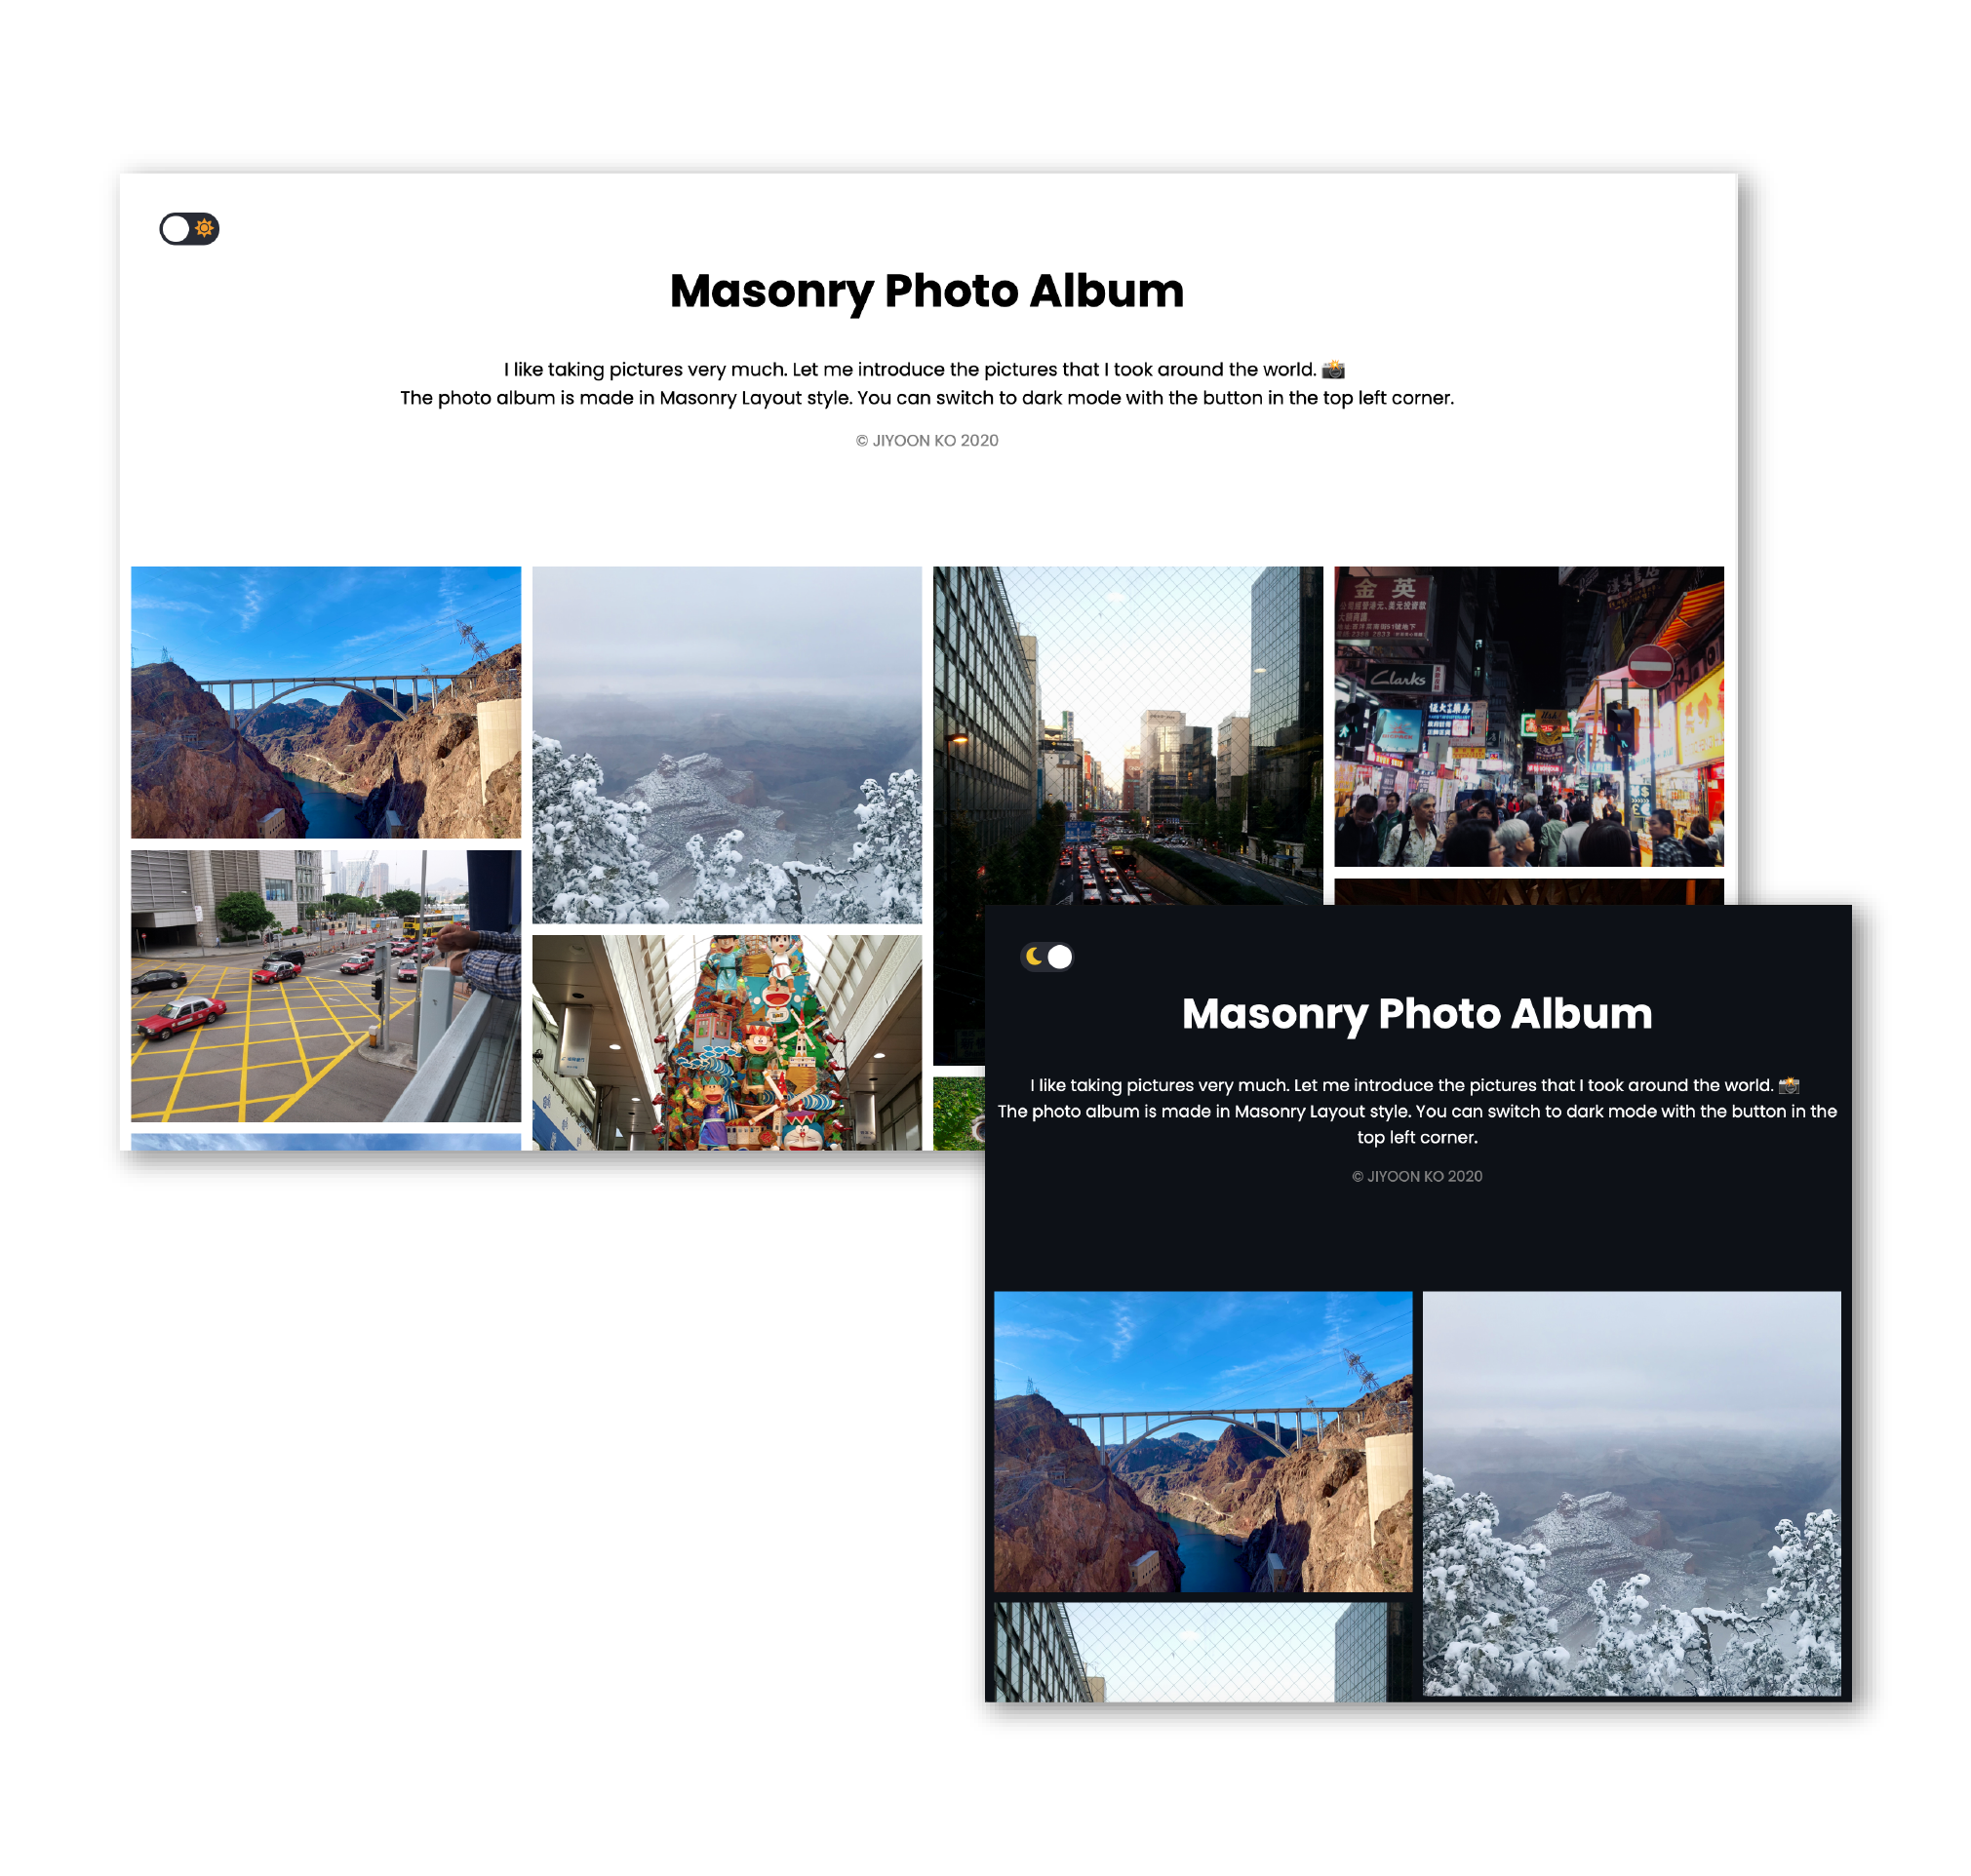 Masonry Photo Album
I like taking pictures very much. Let me introduce the pictures that I took around the world. 📸
The photo album is made in Masonry Layout style. You can switch to dark mode with the button in the top left corner.
© JIYOON KO 2020
金 英
Clarks
Masonry Photo Album
I like taking pictures very much. Let me introduce the pictures that I took around the world. 📸
The photo album is made in Masonry Layout style. You can switch to dark mode with the button in the
top left corner.
© JIYOON KO 2020